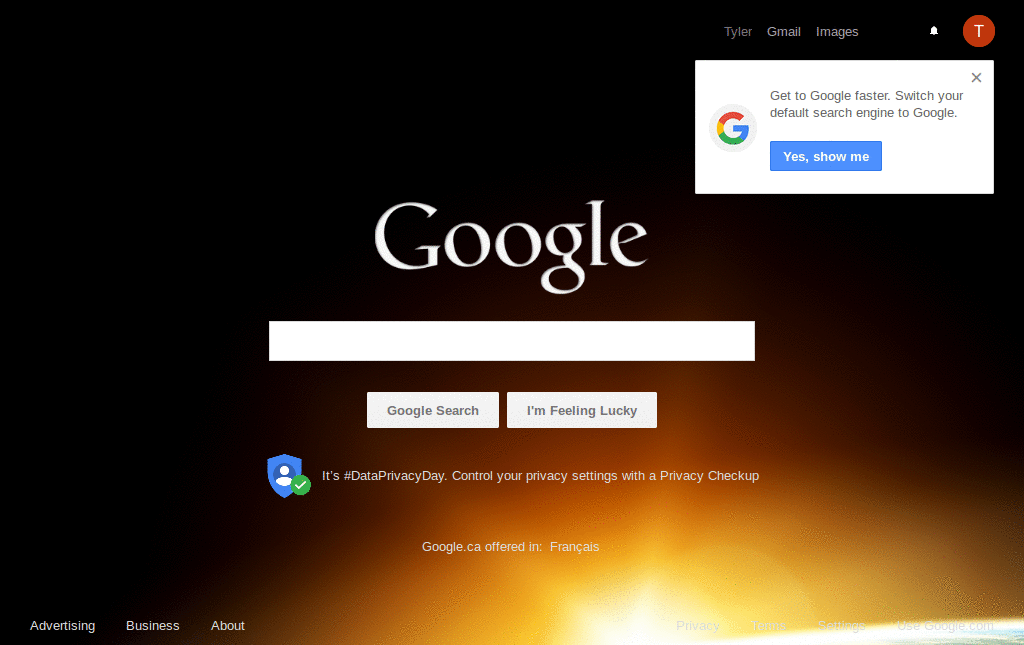 Tyler Gmail Images T
Get to Google faster. Switch your
default search engine to Google.
Yes, show me
Google
Google Search I'm Feeling Lucky
It's #DataPrivacyDay. Control your privacy settings with a Privacy Checkup
Google.ca offered in: Français
Advertising Business About Privacy Terms Settings Use Google.com